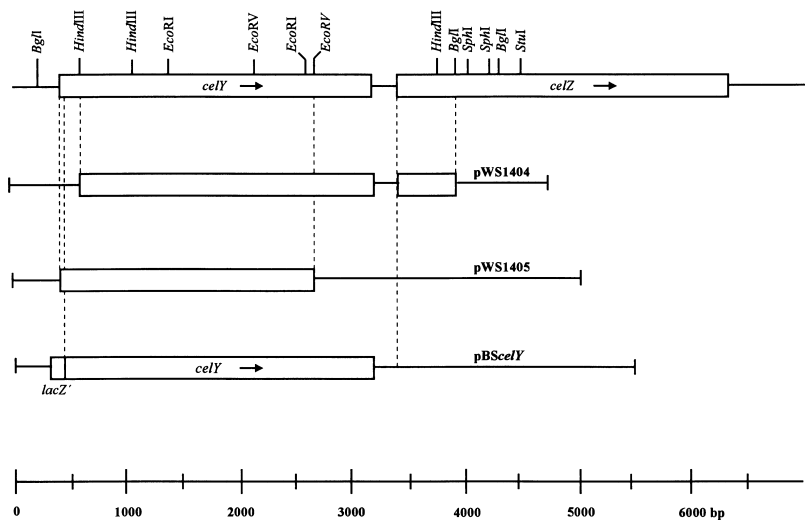 BglI HindIII HindIII EcoRI EcoRV EcoRI EcoRV HindIII BglI SphI SphI BglI StuI
celY celZ
pWS1404
pWS1405
celY pBScelY
lacZ´
0 1000 2000 3000 4000 5000 6000 bp